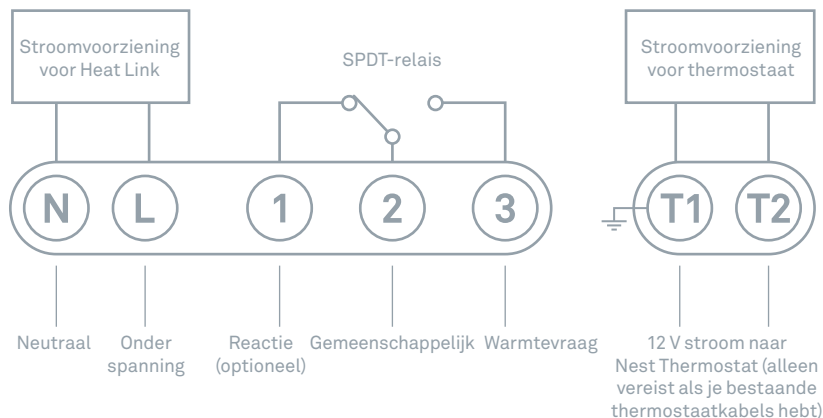 Stroomvoorziening
voor Heat Link
SPDT-relais
Stroomvoorziening
voor thermostaat
N
L
1
2
3
T1
T2
Neutraal
Onder
spanning
Reactie
(optioneel)
Gemeenschappelijk
Warmtevraag
12 V stroom naar
Nest Thermostat (alleen
vereist als je bestaande
thermostaatkabels hebt)